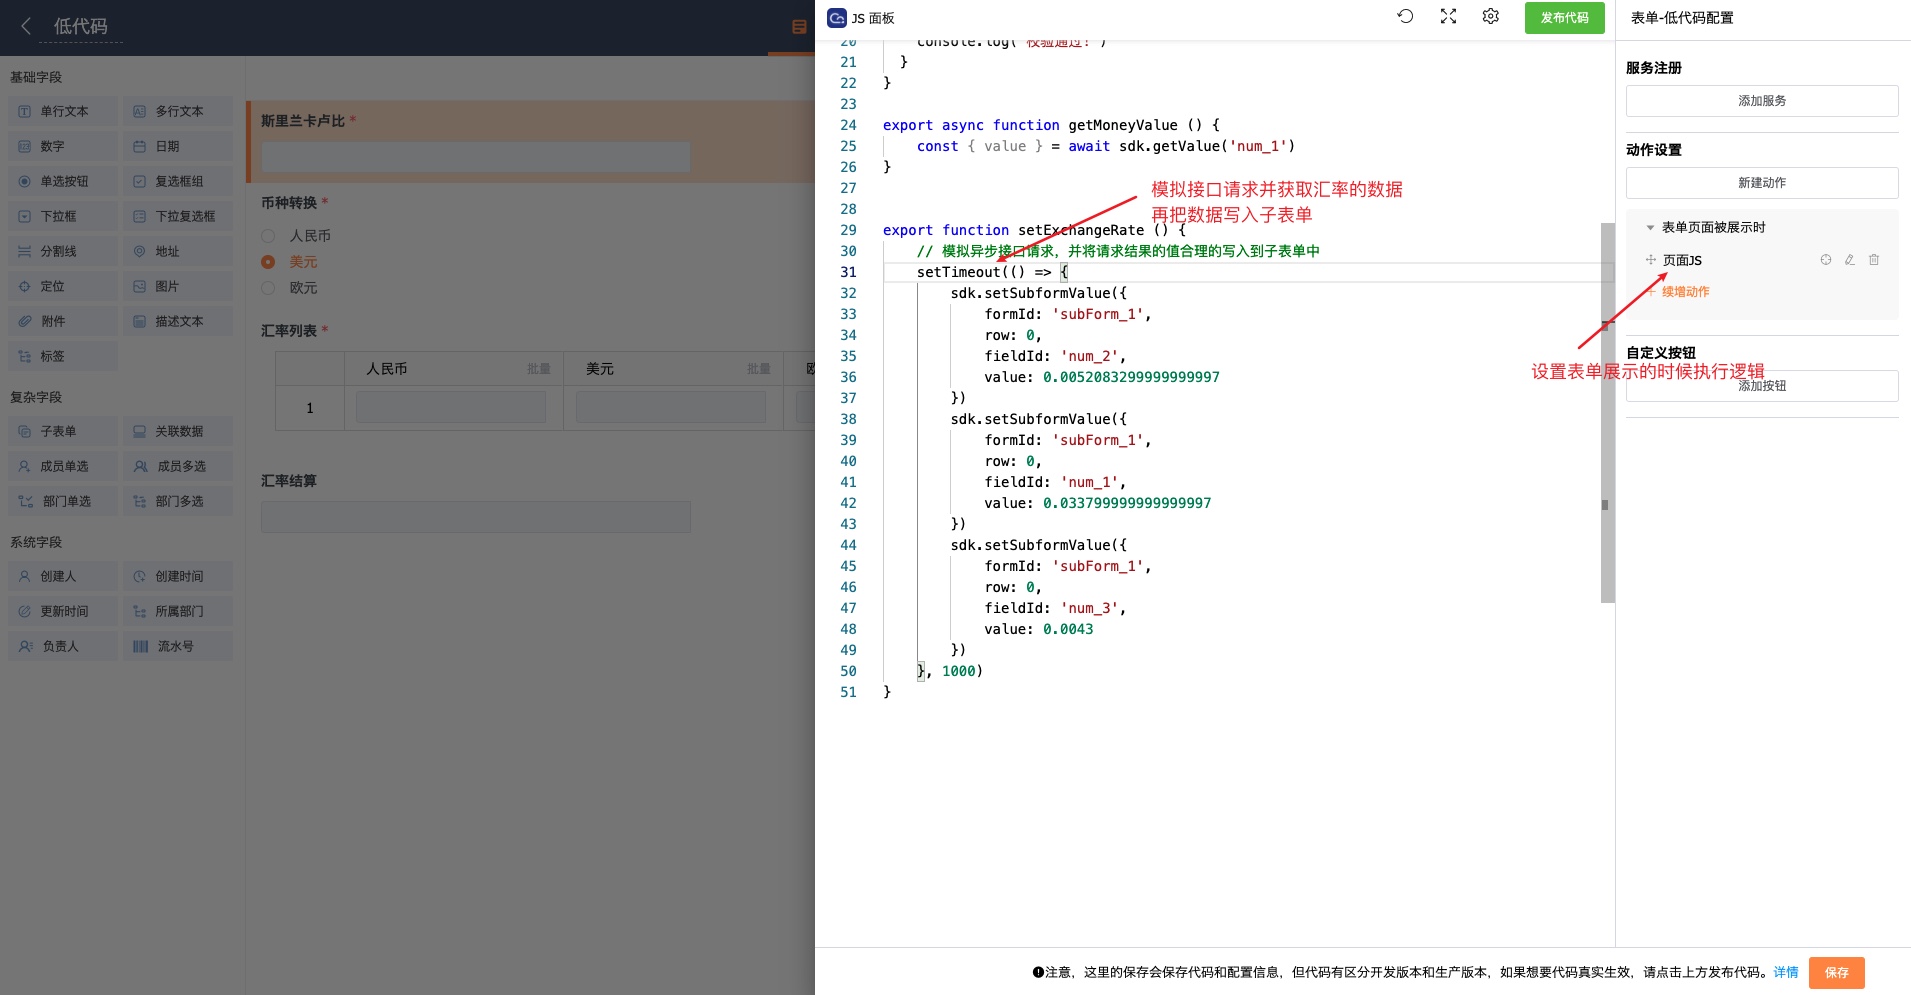 低代码
JS 面板
发布代码
表单-低代码配置
基础字段
单行文本
多行文本
数字
日期
单选按钮
复选框组
下拉框
下拉复选框
分割线
地址
定位
图片
附件
描述文本
标签
复杂字段
子表单
关联数据
成员单选
成员多选
部门单选
部门多选
系统字段
创建人
创建时间
更新时间
所属部门
负责人
流水号
斯里兰卡卢比 *
币种转换 *
人民币
美元
欧元
汇率列表 *
人民币 批量 美元 批量
1
汇率结算
20 console.log('校验通过!')
21 }
22 }
23
24 export async function getMoneyValue () {
25 const { value } = await sdk.getValue('num_1')
26 }
27
28
29 export function setExchangeRate () {
30 // 模拟异步接口请求，并将请求结果的值合理的写入到子表单中
31 setTimeout(() => {
32 sdk.setSubformValue({
33 formId: 'subForm_1',
34 row: 0,
35 fieldId: 'num_2',
36 value: 0.0052083299999999997
37 })
38 sdk.setSubformValue({
39 formId: 'subForm_1',
40 row: 0,
41 fieldId: 'num_1',
42 value: 0.033799999999999997
43 })
44 sdk.setSubformValue({
45 formId: 'subForm_1',
46 row: 0,
47 fieldId: 'num_3',
48 value: 0.0043
49 })
50 }, 1000)
51 }
模拟接口请求并获取汇率的数据
再把数据写入子表单
服务注册
添加服务
动作设置
新建动作
表单页面被展示时
页面JS
续增动作
自定义按钮
设置表单展示的时候执行逻辑
添加按钮
注意，这里的保存会保存代码和配置信息，但代码有区分开发版本和生产版本，如果想要代码真实生效，请点击上方发布代码。详情
保存